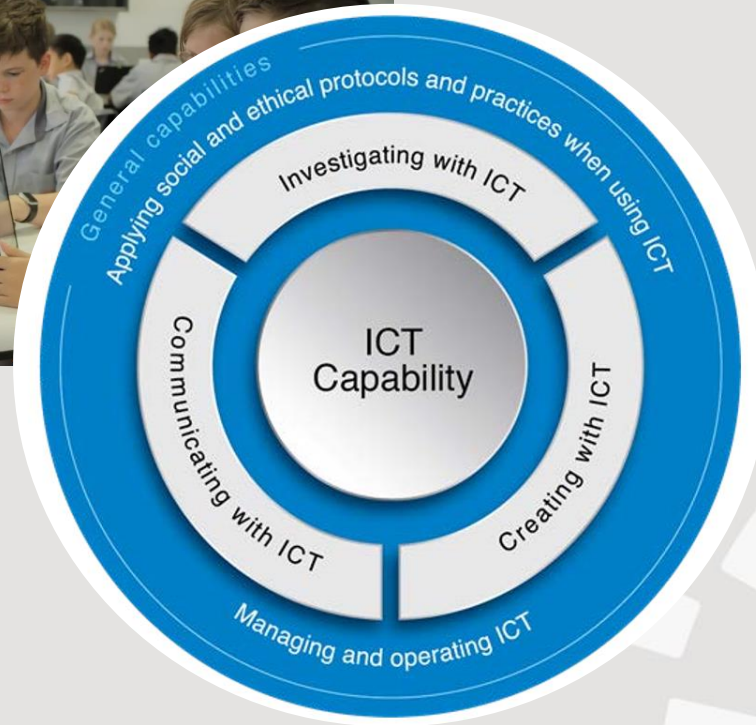 General capabilities
Applying social and ethical protocols and practices when using ICT
Investigating with ICT
ICT
Capability
Communicating with ICT
Creating with ICT
Managing and operating ICT